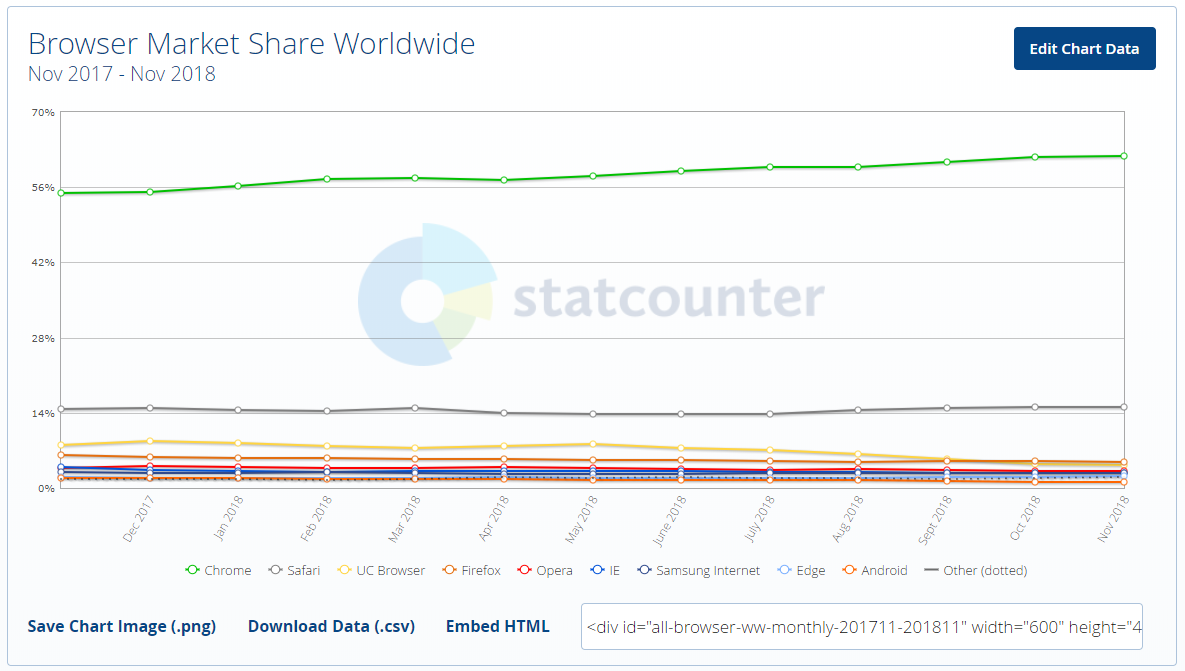 Browser Market Share Worldwide
Nov 2017 - Nov 2018
Edit Chart Data
70%
56%
42%
28%
14%
0%
statcounter
Dec 2017
Jan 2018
Feb 2018
Mar 2018
Apr 2018
May 2018
June 2018
July 2018
Aug 2018
Sept 2018
Oct 2018
Nov 2018
Chrome Safari UC Browser Firefox Opera IE Samsung Internet Edge Android Other (dotted)
Save Chart Image (.png) Download Data (.csv) Embed HTML <div id="all-browser-ww-monthly-201711-201811" width="600" height="4